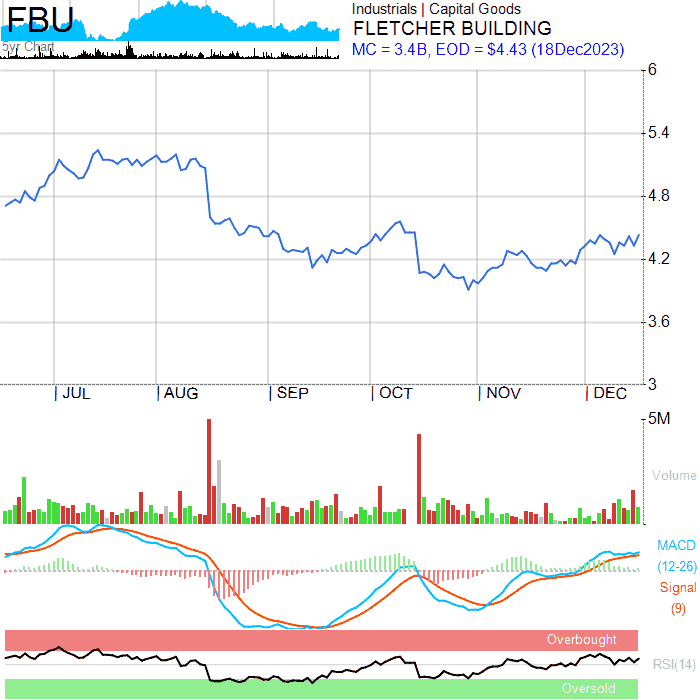 FBU
5yr Chart
Industrials | Capital Goods
FLETCHER BUILDING
MC = 3.4B, EOD = $4.43 (18Dec2023)
6
5.4
4.8
4.2
3.6
3
JUL
AUG
SEP
OCT
NOV
DEC
5M
Volume
MACD
(12-26)
Signal
(9)
Overbought
RSI(14)
Oversold